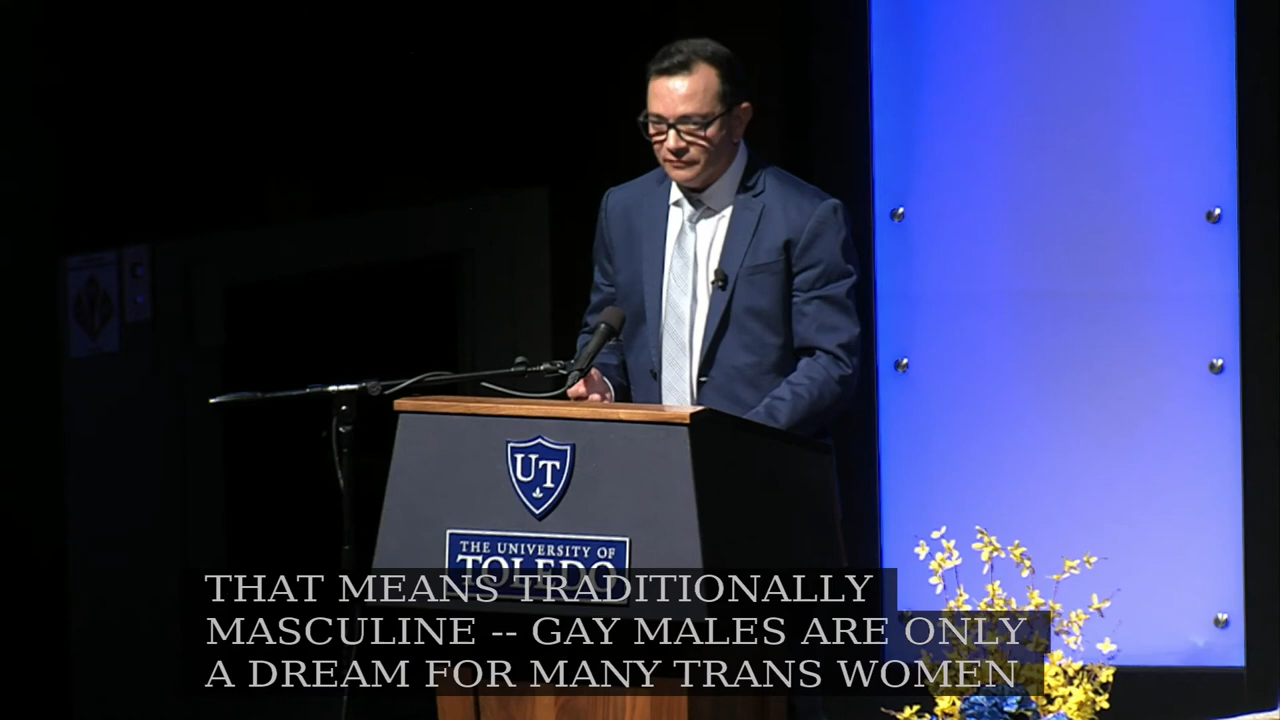 UT
THE UNIVERSITY OF
TOLEDO
THAT MEANS TRADITIONALLY
MASCULINE -- GAY MALES ARE ONLY
A DREAM FOR MANY TRANS WOMEN